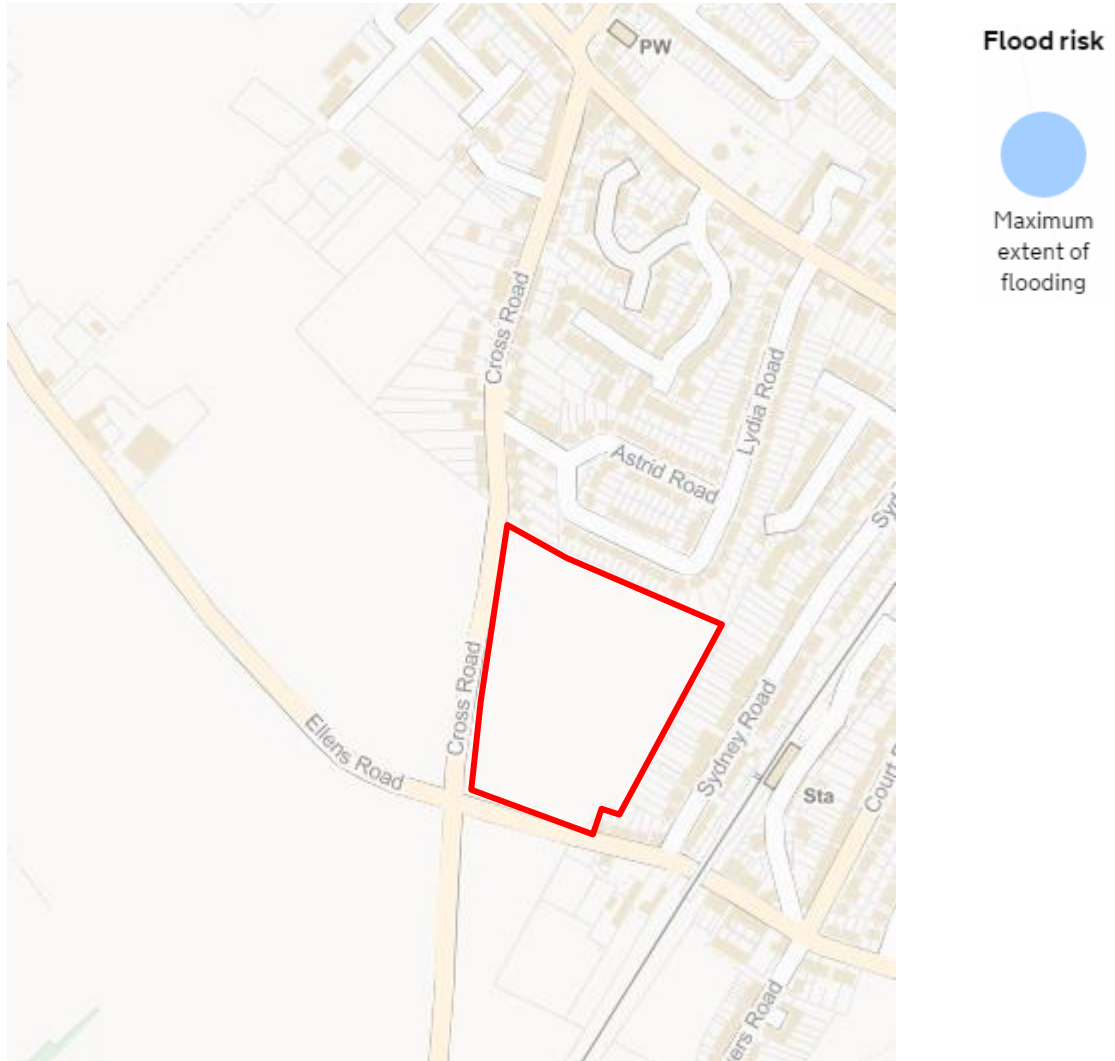 PW
Flood risk
Maximum
extent of
flooding
Cross Road
Lydia Road
Astrid Road
Cross Road
Ellens Road
Sydney Road
Sta